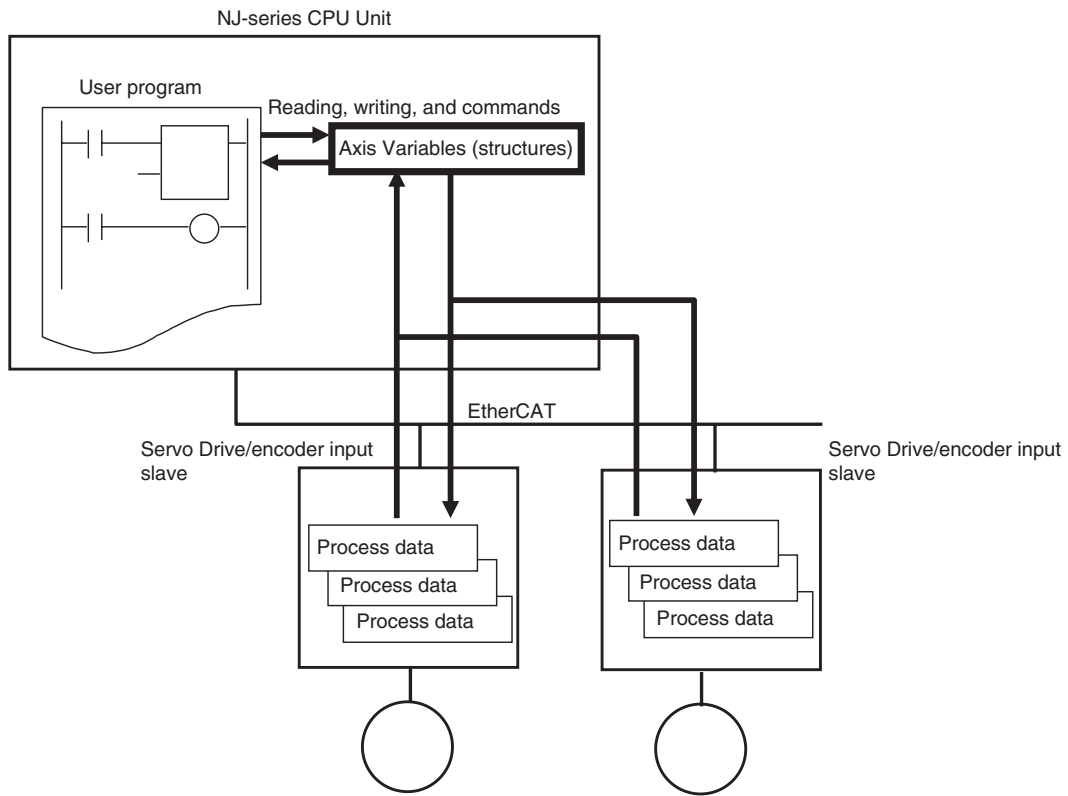 NJ-series CPU Unit
User program
Reading, writing, and commands
Axis Variables (structures)
EtherCAT
Servo Drive/encoder input
slave
Servo Drive/encoder input
slave
Process data
Process data
Process data
Process data
Process data
Process data